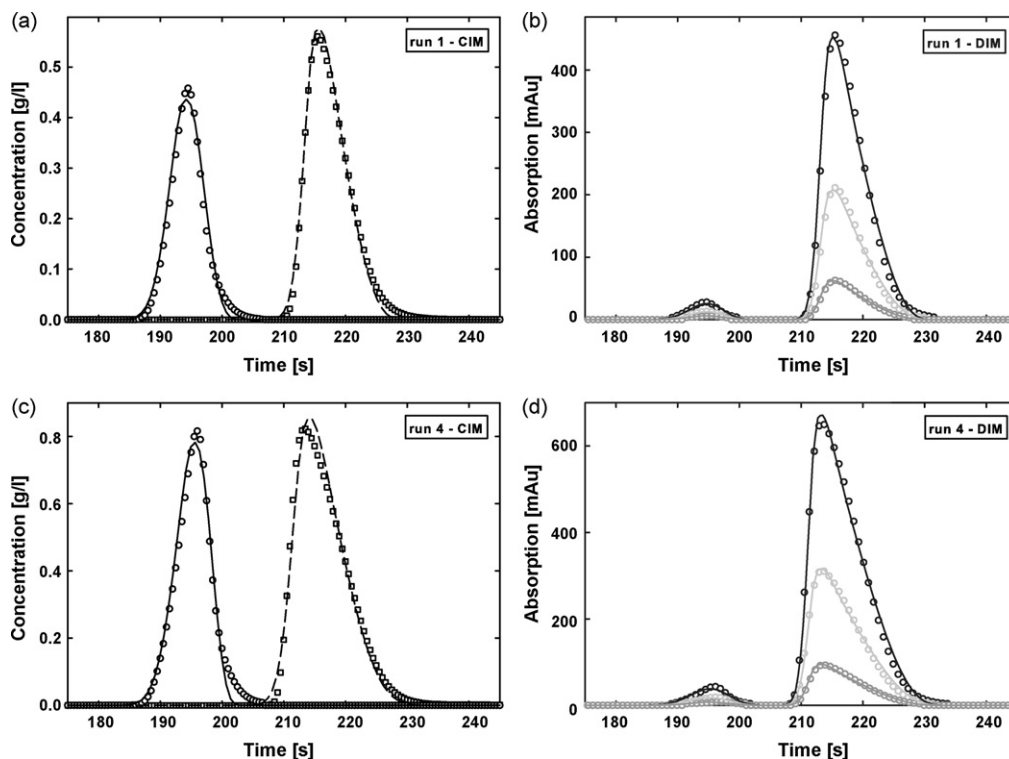 (a)
run 1 - CIM
Concentration [g/l]
0.5
0.4
0.3
0.2
0.1
0.0
180 190 200 210 220 230 240
Time [s]
(b)
run 1 - DIM
Absorption [mAu]
400
300
200
100
0
180 190 200 210 220 230 240
Time [s]
(c)
run 4 - CIM
Concentration [g/l]
0.8
0.6
0.4
0.2
0.0
180 190 200 210 220 230 240
Time [s]
(d)
run 4 - DIM
Absorption [mAu]
600
400
200
0
180 190 200 210 220 230 240
Time [s]